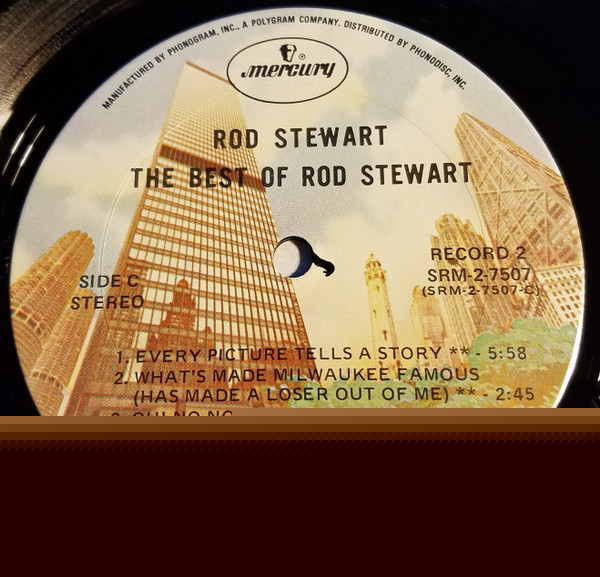 MANUFACTURED BY PHONOGRAM, INC., A POLYGRAM COMPANY. DISTRIBUTED BY PHONODISC, INC.
mercury
ROD STEWART
THE BEST OF ROD STEWART
RECORD 2
SIDE C SRM-2-7507
STEREO (SRM-2-7507-C)
1. EVERY PICTURE TELLS A STORY ** - 5:58
2. WHAT'S MADE MILWAUKEE FAMOUS
(HAS MADE A LOSER OUT OF ME) ** - 2:45